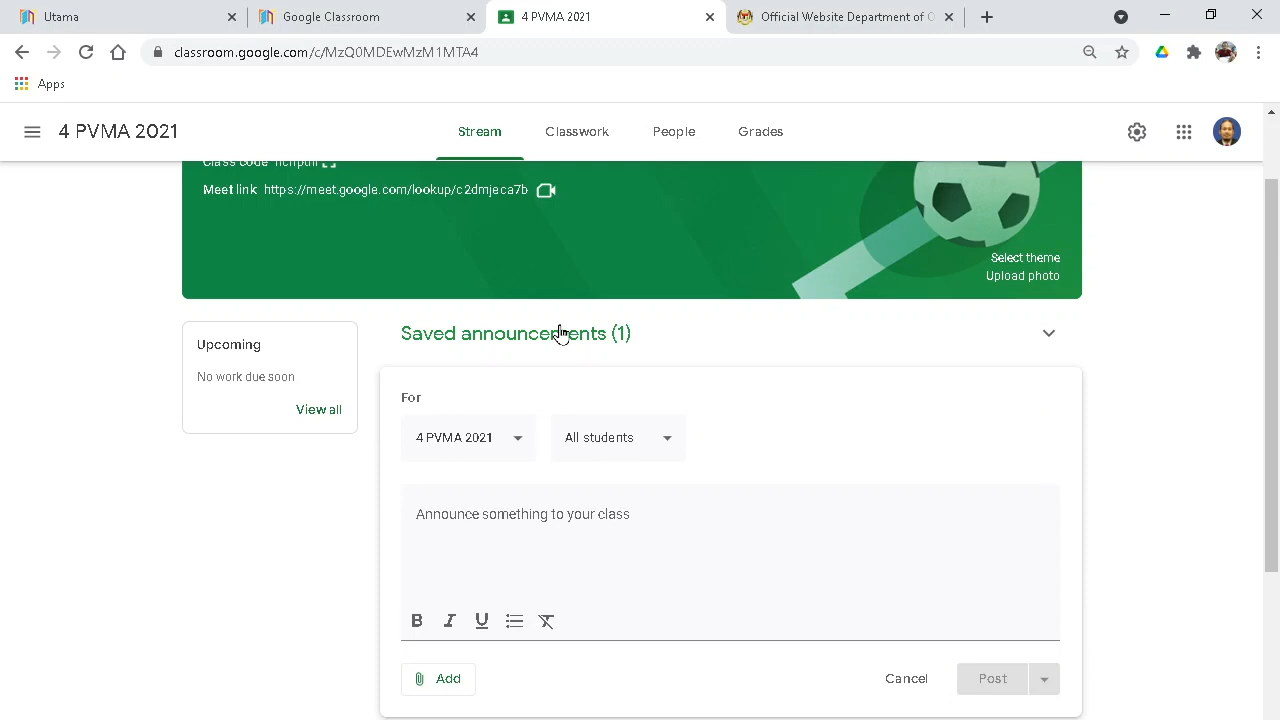 Utama
Google Classroom
4 PVMA 2021
Official Website Department of
classroom.google.com/c/MzQ0MDEwMzM1MTA4
Apps
4 PVMA 2021
Stream
Classwork
People
Grades
Class code
Meet link https://meet.google.com/lookup/c2dmjeca7b
Select theme
Upload photo
Upcoming
No work due soon
View all
Saved announcements (1)
For
4 PVMA 2021
All students
Announce something to your class
B I U
Add
Cancel
Post